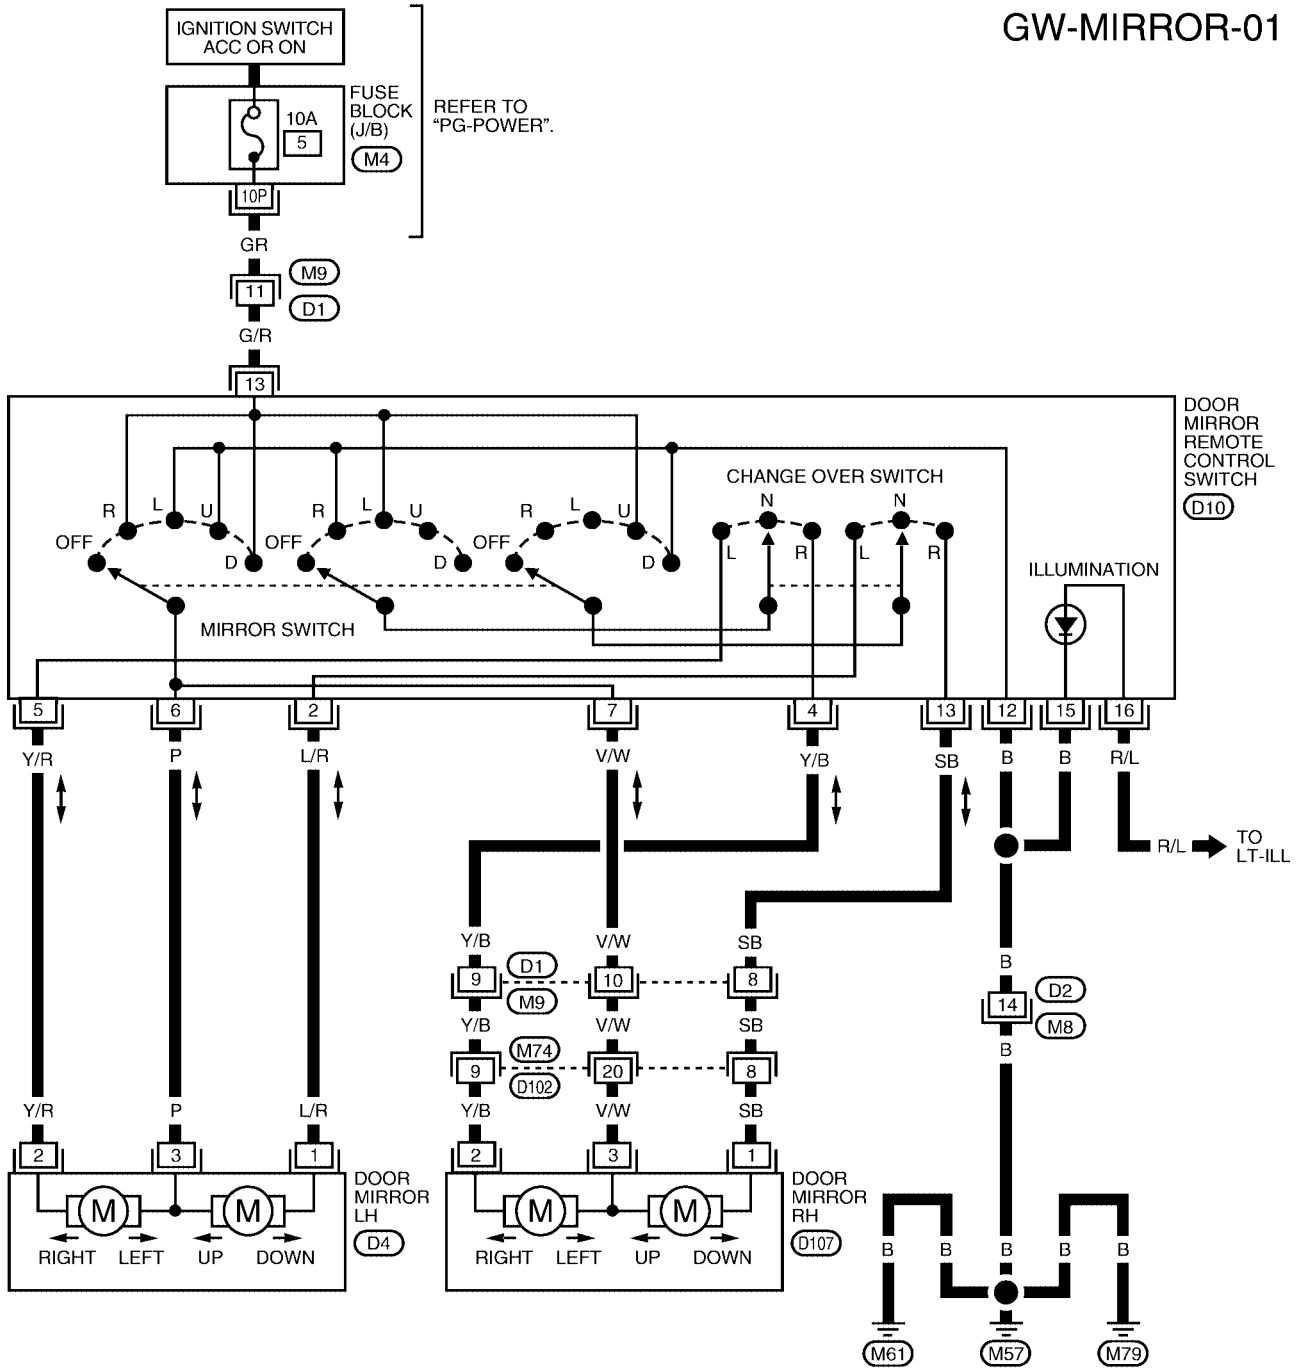 GW-MIRROR-01
IGNITION SWITCH
ACC OR ON
FUSE
BLOCK
(J/B)
M4
10A
5
REFER TO
"PG-POWER".
10P
GR
M9
11
D1
G/R
13
DOOR
MIRROR
REMOTE
CONTROL
SWITCH
D10
CHANGE OVER SWITCH
OFF R L U D
OFF R L U D
OFF R L U D
L N R
L N R
ILLUMINATION
MIRROR SWITCH
5 6 2 7 4 13 12 15 16
Y/R P L/R V/W Y/B SB B B R/L
R/L
TO
LT-ILL
Y/B V/W SB B
9 D1 10 8
M9
14 D2
M8
Y/B V/W SB B
M74
9 20 8
D102
Y/R P L/R Y/B V/W SB
2 3 1 2 3 1
DOOR
MIRROR
LH
D4
DOOR
MIRROR
RH
D107
M M M M
RIGHT LEFT UP DOWN
RIGHT LEFT UP DOWN
B B B B B
M61 M57 M79